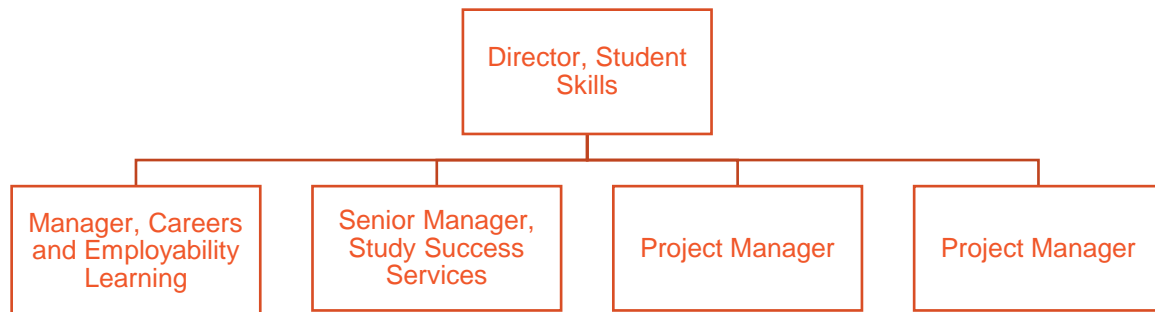 Director, Student
Skills
Manager, Careers
and Employability
Learning
Senior Manager,
Study Success
Services
Project Manager
Project Manager